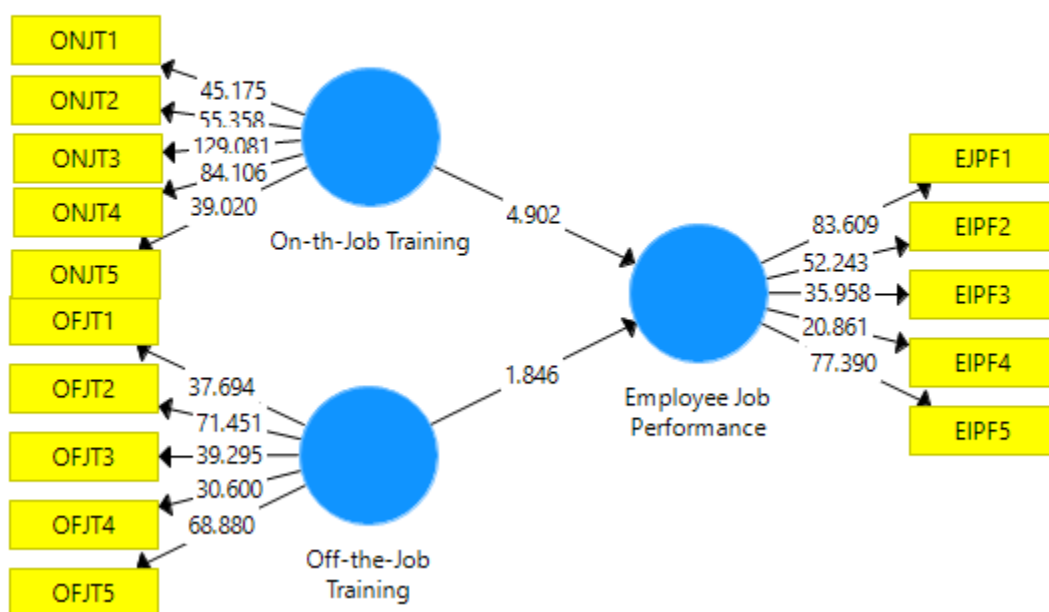 ONJT1
ONJT2
ONJT3
ONJT4
ONJT5
45.175
55.358
129.081
84.106
39.020
On-th-Job Training
OFJT1
OFJT2
OFJT3
OFJT4
OFJT5
37.694
71.451
39.295
30.600
68.880
Off-the-Job
Training
4.902
1.846
Employee Job
Performance
83.609
52.243
35.958
20.861
77.390
EJPF1
EIPF2
EIPF3
EIPF4
EIPF5